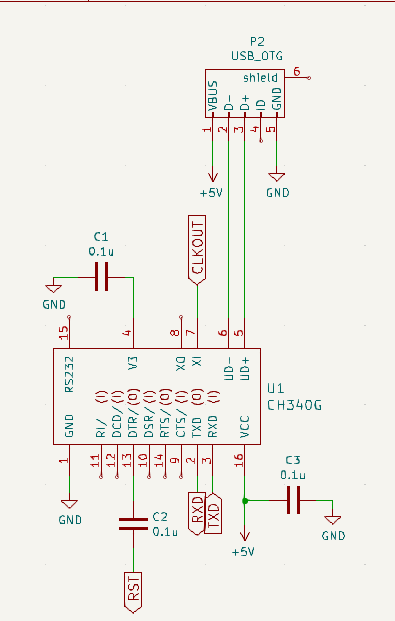 P2
USB_OTG
shield 6
VBUS D- D+ ID GND
1 2 3 4 5
+5V
GND
CLKOUT
C1
0.1u
GND
15 4 8 7 6 5
RS232 V3 XO XI UD- UD+
U1
CH340G
GND RI/(I) DCD/(I) DTR/(O) DSR/(I) RTS/(O) CTS/(I) TXD(O) RXD(I) VCC
1 11 12 13 10 14 9 2 3 16
C3
0.1u
RXD TXD
GND
C2
0.1u
GND
+5V
RST